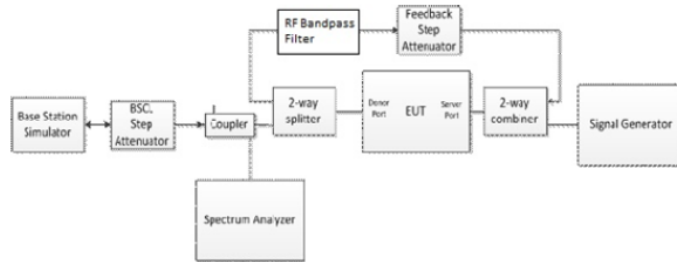 RF Bandpass
Filter
Feedback
Step
Attenuator
Base Station
Simulator
BSCL
Step
Attenuator
Coupler
2-way
splitter
Donor
Port
EUT
Server
Port
2-way
combiner
Signal Generator
Spectrum Analyzer